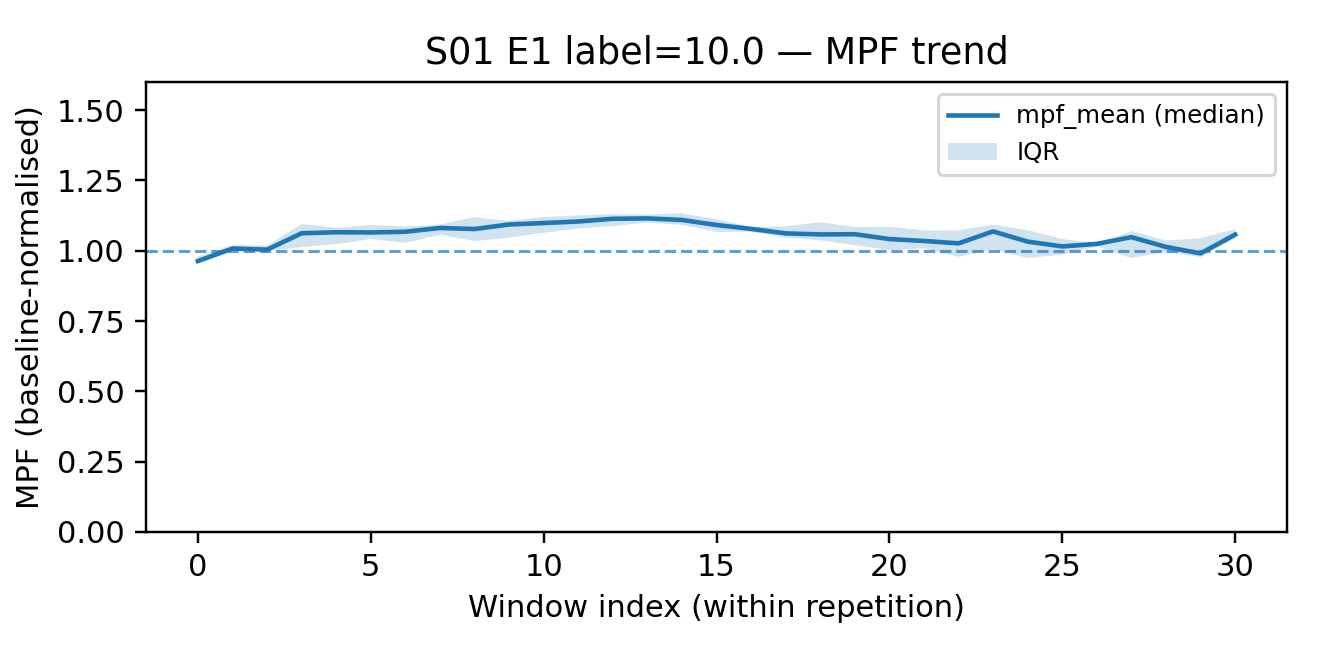 S01 E1 label=10.0 — MPF trend
mpf_mean (median)
IQR
MPF (baseline-normalised)
1.50
1.25
1.00
0.75
0.50
0.25
0.00
0 5 10 15 20 25 30
Window index (within repetition)